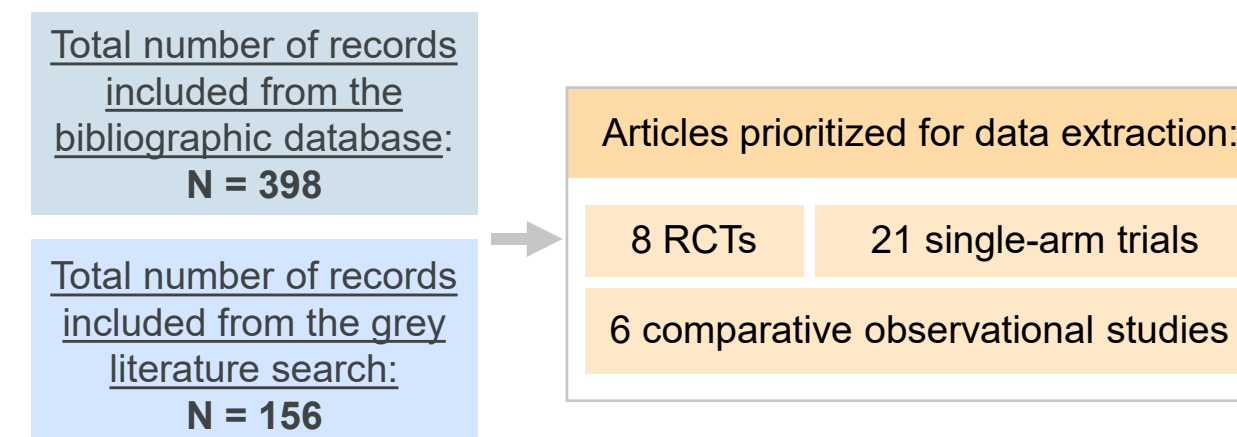 Total number of records
included from the
bibliographic database:
N = 398
Total number of records
included from the grey
literature search:
N = 156
Articles prioritized for data extraction:
8 RCTs
21 single-arm trials
6 comparative observational studies